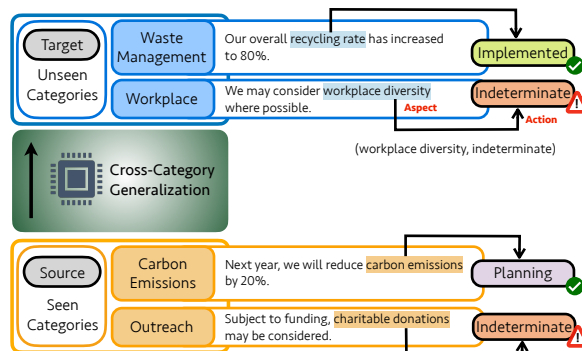 Target
Unseen
Categories
Waste
Management
Our overall recycling rate has increased
to 80%.
Implemented
Workplace
We may consider workplace diversity
where possible.
Aspect
Indeterminate
Action
(workplace diversity, indeterminate)
Cross-Category
Generalization
Source
Seen
Categories
Carbon
Emissions
Next year, we will reduce carbon emissions
by 20%.
Planning
Outreach
Subject to funding, charitable donations
may be considered.
Indeterminate